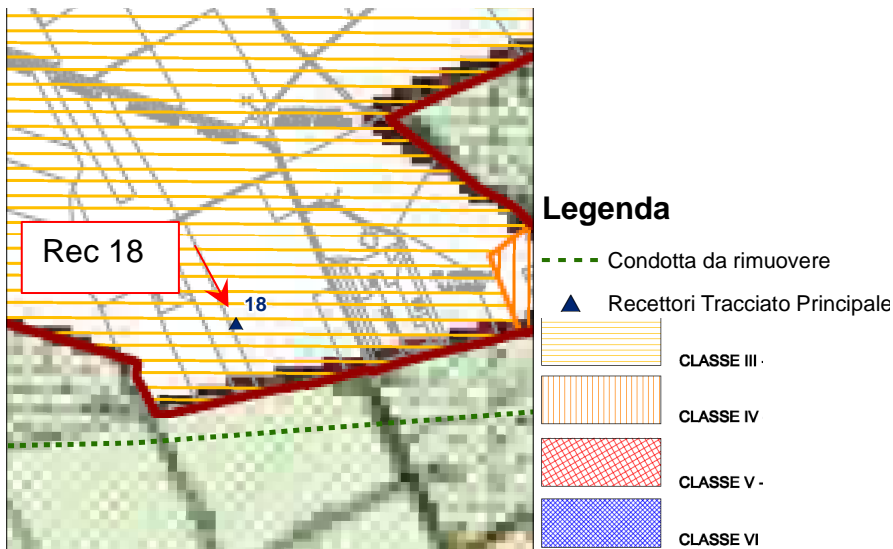 Rec 18
18
Legenda
Condotta da rimuovere
Recettori Tracciato Principale
CLASSE III -
CLASSE IV
CLASSE V -
CLASSE VI